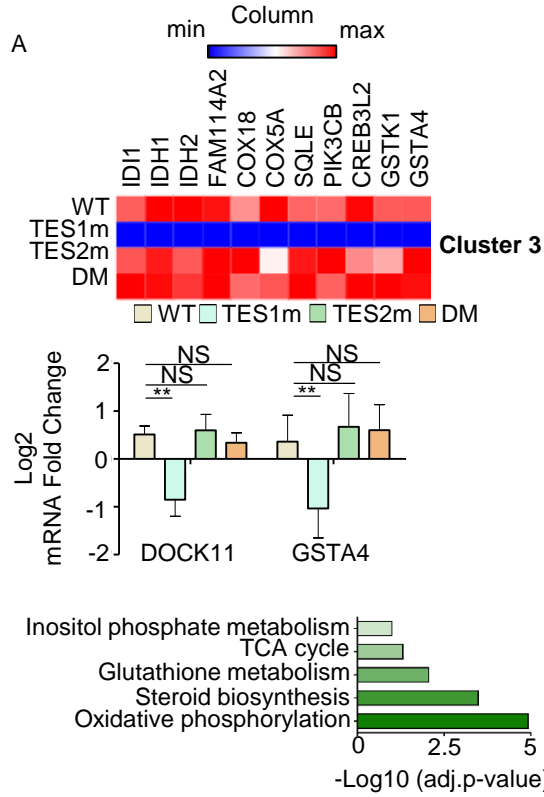 A
Column
min max
IDI1 IDH1 IDH2 FAM114A2 COX18 COX5A SQLE PIK3CB CREB3L2 GSTK1 GSTA4
WT
TES1m
TES2m
DM
Cluster 3
WT TES1m TES2m DM
Log2
mRNA Fold Change
2
1
0
-1
-2
NS
NS
**
NS
NS
**
DOCK11 GSTA4
Inositol phosphate metabolism
TCA cycle
Glutathione metabolism
Steroid biosynthesis
Oxidative phosphorylation
0 2.5 5
-Log10 (adj.p-value)